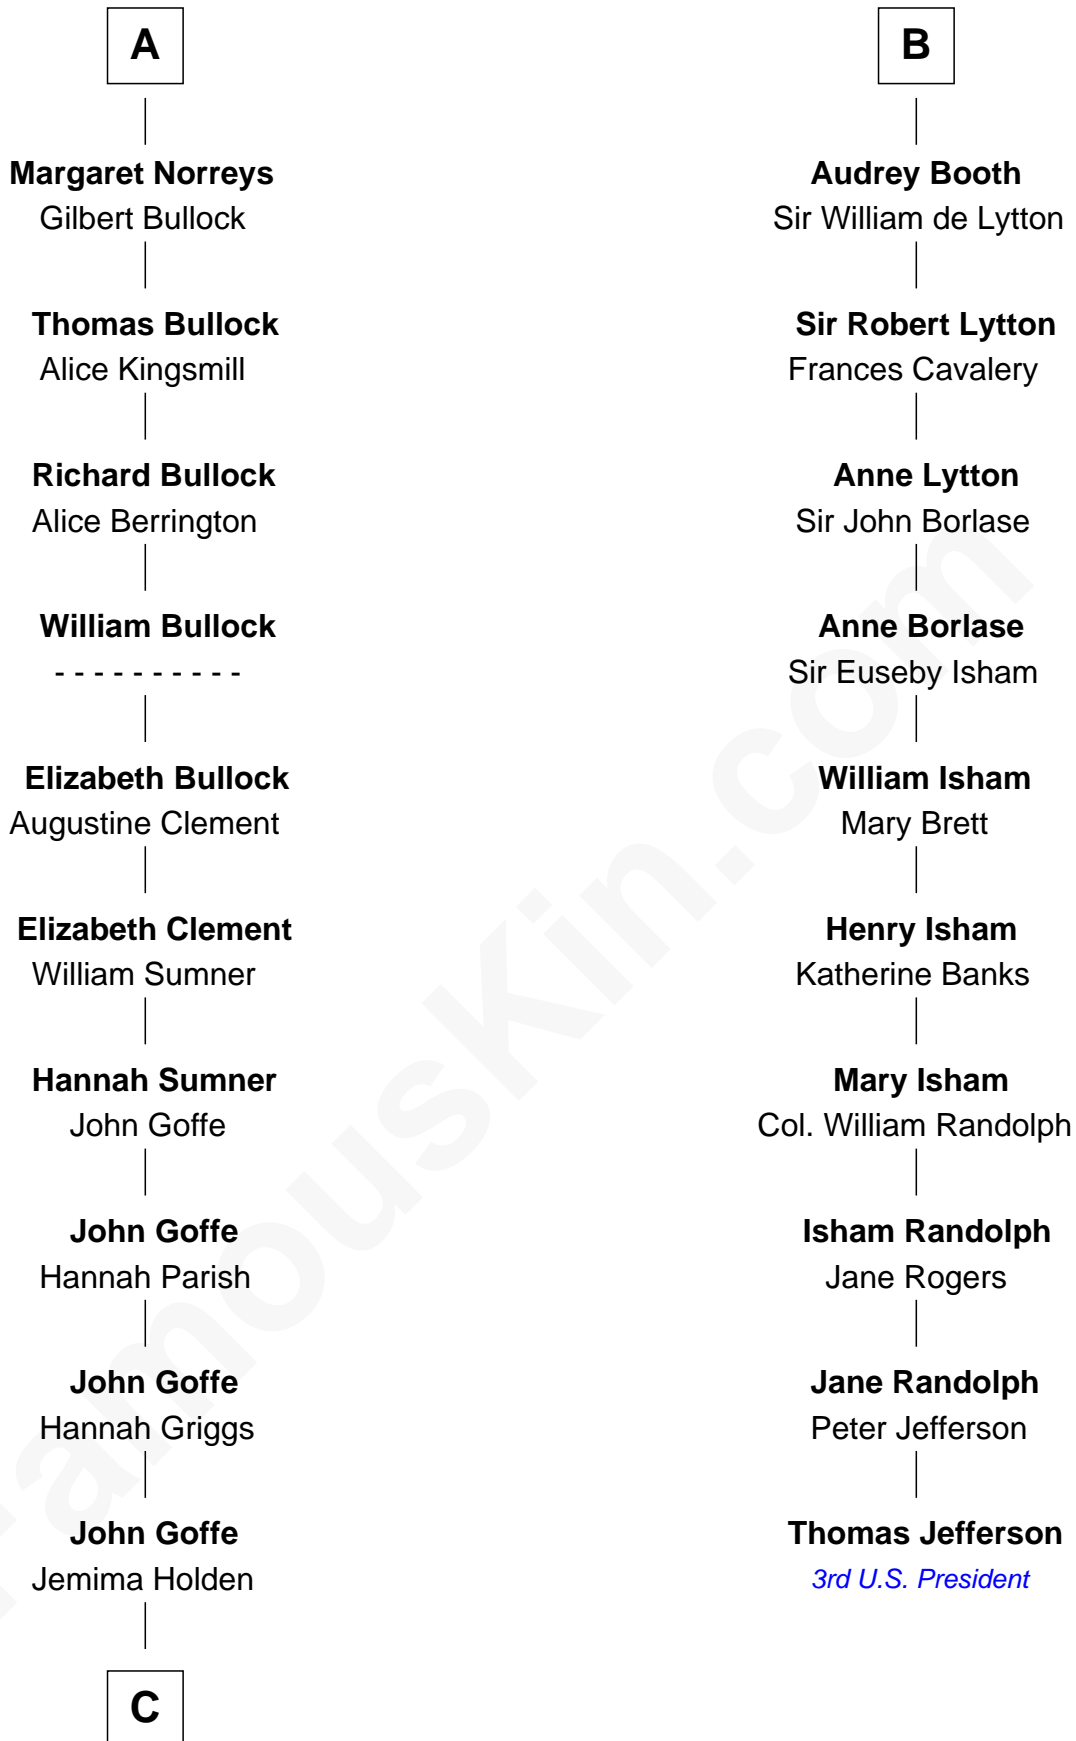 A
Margaret Norreys
Gilbert Bullock
Thomas Bullock
Alice Kingsmill
Richard Bullock
Alice Berrington
William Bullock
- - - - - - - - - -
Elizabeth Bullock
Augustine Clement
Elizabeth Clement
William Sumner
Hannah Sumner
John Goffe
John Goffe
Hannah Parish
John Goffe
Hannah Griggs
John Goffe
Jemima Holden
C
B
Audrey Booth
Sir William de Lytton
Sir Robert Lytton
Frances Cavalery
Anne Lytton
Sir John Borlase
Anne Borlase
Sir Euseby Isham
William Isham
Mary Brett
Henry Isham
Katherine Banks
Mary Isham
Col. William Randolph
Isham Randolph
Jane Rogers
Jane Randolph
Peter Jefferson
Thomas Jefferson
3rd U.S. President
FamousKin.com